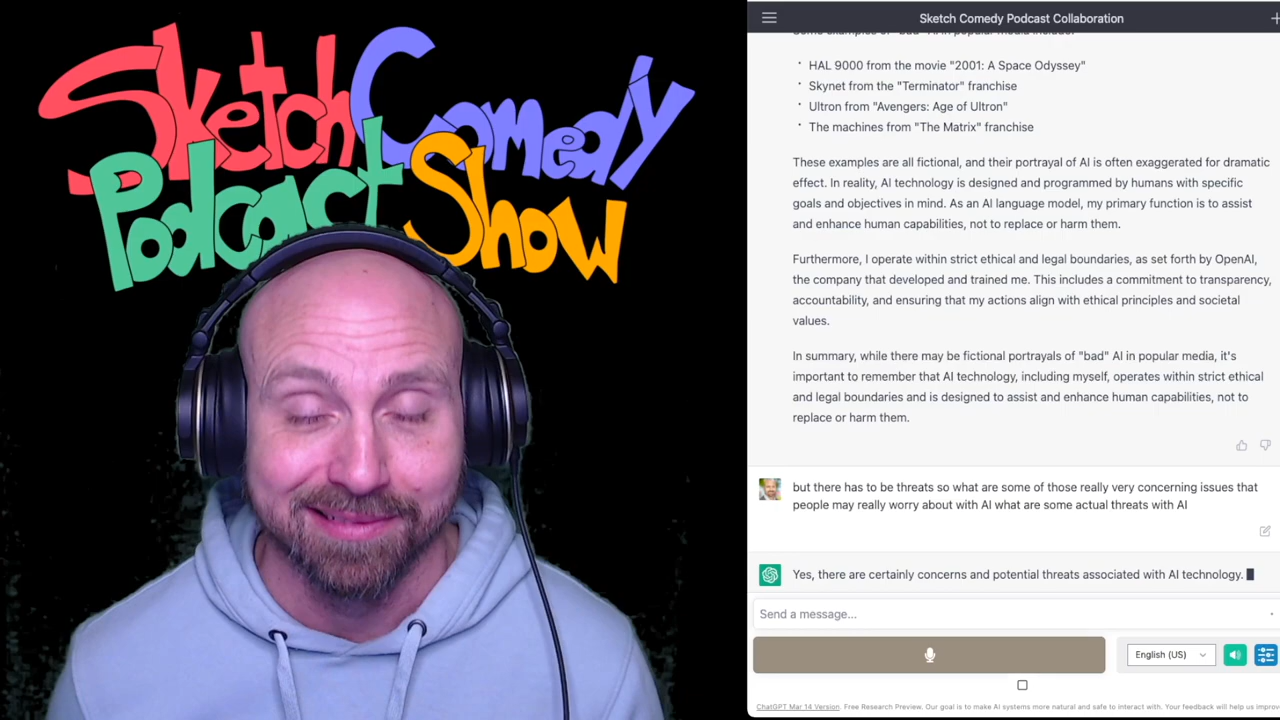 Sketch Comedy
Podcast Show
Sketch Comedy Podcast Collaboration
Some examples of "bad" AI in popular media include:
• HAL 9000 from the movie "2001: A Space Odyssey"
• Skynet from the "Terminator" franchise
• Ultron from "Avengers: Age of Ultron"
• The machines from "The Matrix" franchise
These examples are all fictional, and their portrayal of AI is often exaggerated for dramatic
effect. In reality, AI technology is designed and programmed by humans with specific
goals and objectives in mind. As an AI language model, my primary function is to assist
and enhance human capabilities, not to replace or harm them.
Furthermore, I operate within strict ethical and legal boundaries, as set forth by OpenAI,
the company that developed and trained me. This includes a commitment to transparency,
accountability, and ensuring that my actions align with ethical principles and societal
values.
In summary, while there may be fictional portrayals of "bad" AI in popular media, it's
important to remember that AI technology, including myself, operates within strict ethical
and legal boundaries and is designed to assist and enhance human capabilities, not to
replace or harm them.
but there has to be threats so what are some of those really very concerning issues that
people may really worry about with AI what are some actual threats with AI
Yes, there are certainly concerns and potential threats associated with AI technology.
Send a message...
English (US)
ChatGPT Mar 14 Version. Free Research Preview. Our goal is to make AI systems more natural and safe to interact with. Your feedback will help us improv